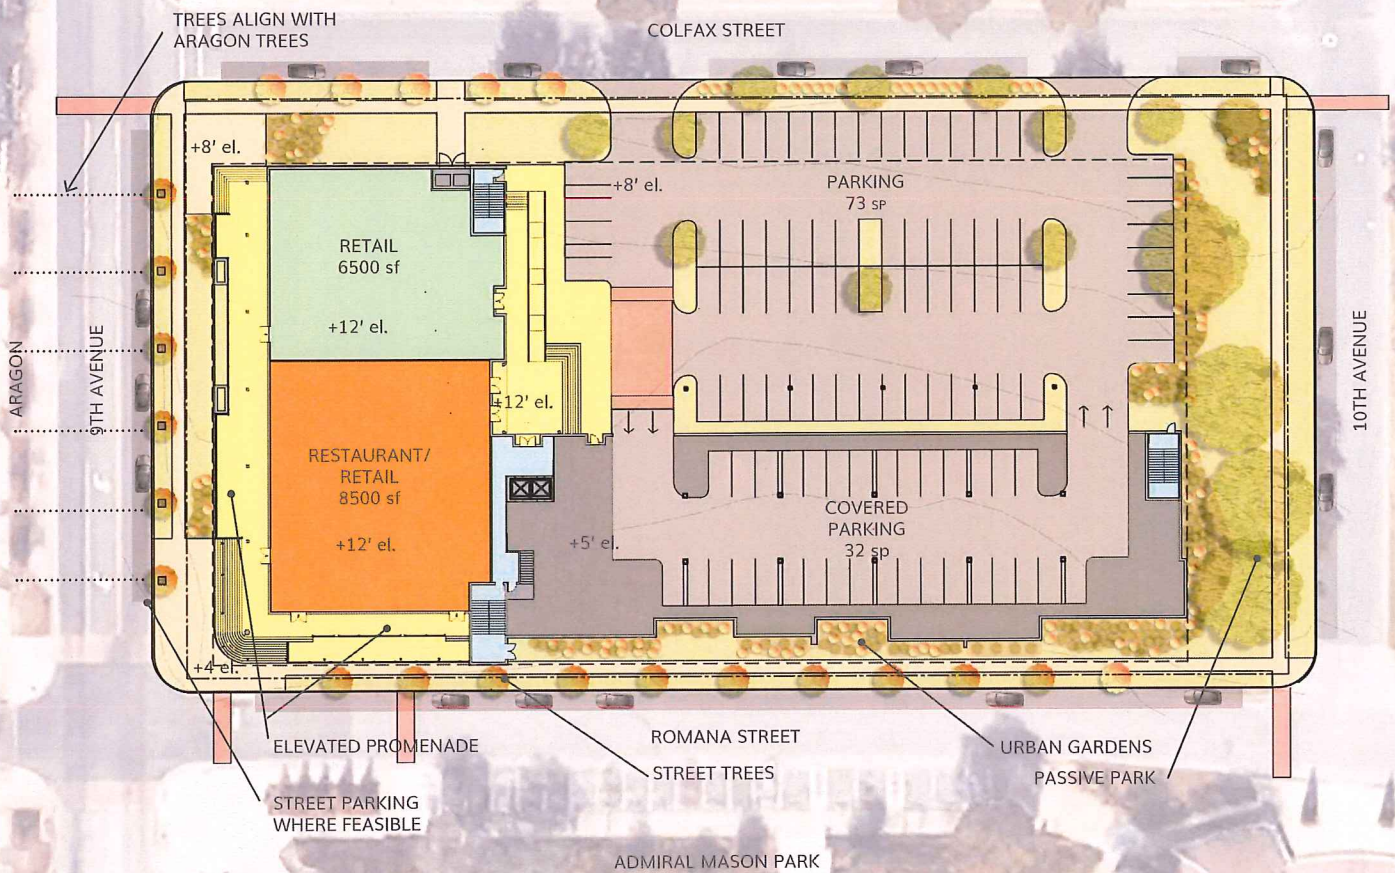 TREES ALIGN WITH
ARAGON TREES
COLFAX STREET
+8' el.
+8' el.
PARKING
73 SP
RETAIL
6500 sf
+12' el.
ARAGON
9TH AVENUE
10TH AVENUE
+12' el.
RESTAURANT/
RETAIL
8500 sf
+12' el.
COVERED
PARKING
32 sp
+5' el.
+4' el.
ELEVATED PROMENADE
ROMANA STREET
STREET TREES
URBAN GARDENS
PASSIVE PARK
STREET PARKING
WHERE FEASIBLE
ADMIRAL MASON PARK